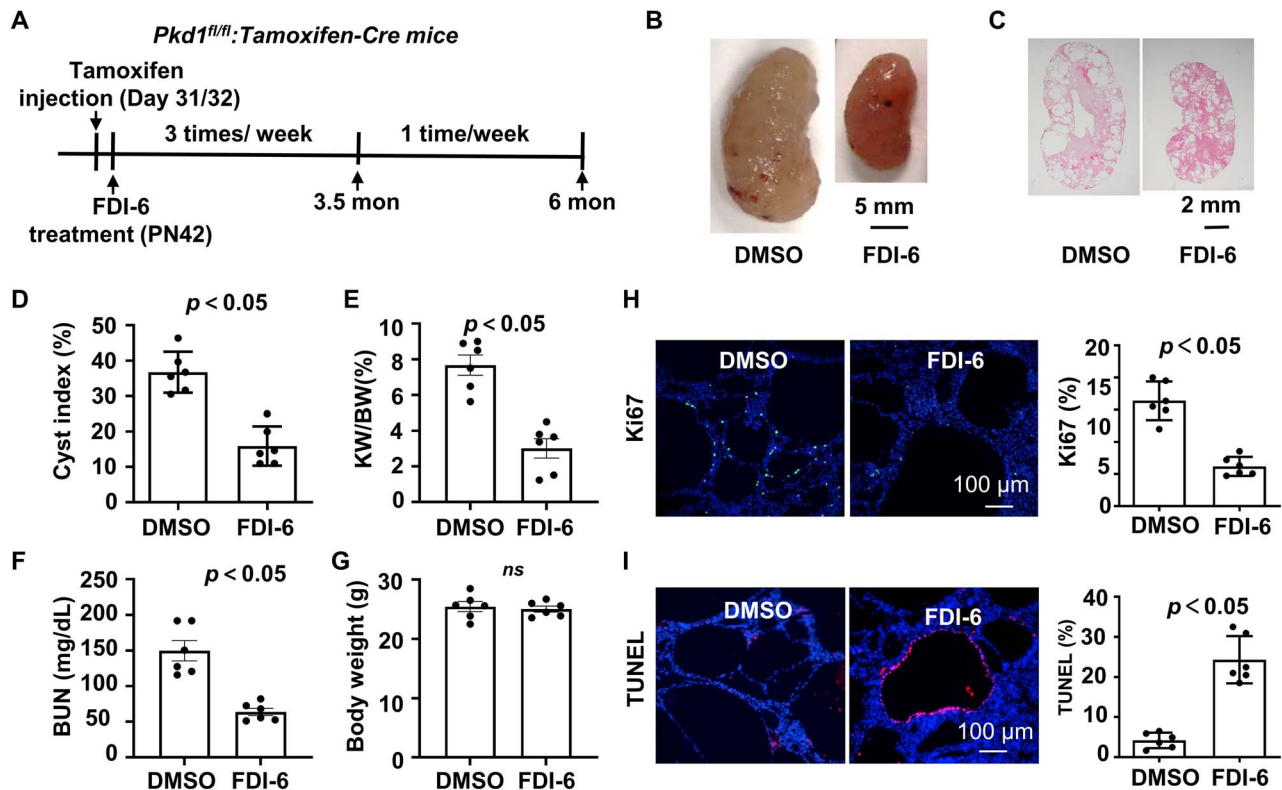 A
Pkd1fl/fl:Tamoxifen-Cre mice
Tamoxifen
injection (Day 31/32)
3 times/ week
1 time/week
FDI-6
treatment (PN42)
3.5 mon
6 mon
B
5 mm
DMSO
FDI-6
C
2 mm
DMSO
FDI-6
D
p < 0.05
Cyst index (%)
50
40
30
20
10
0
DMSO
FDI-6
E
p < 0.05
KW/BW(%)
10
8
6
4
2
0
DMSO
FDI-6
F
p < 0.05
BUN (mg/dL)
250
200
150
100
50
0
DMSO
FDI-6
G
ns
Body weight (g)
30
20
10
0
DMSO
FDI-6
H
Ki67
DMSO
FDI-6
100 µm
p < 0.05
Ki67 (%)
20
15
10
5
0
DMSO
FDI-6
I
TUNEL
DMSO
FDI-6
100 µm
p < 0.05
TUNEL (%)
40
30
20
10
0
DMSO
FDI-6